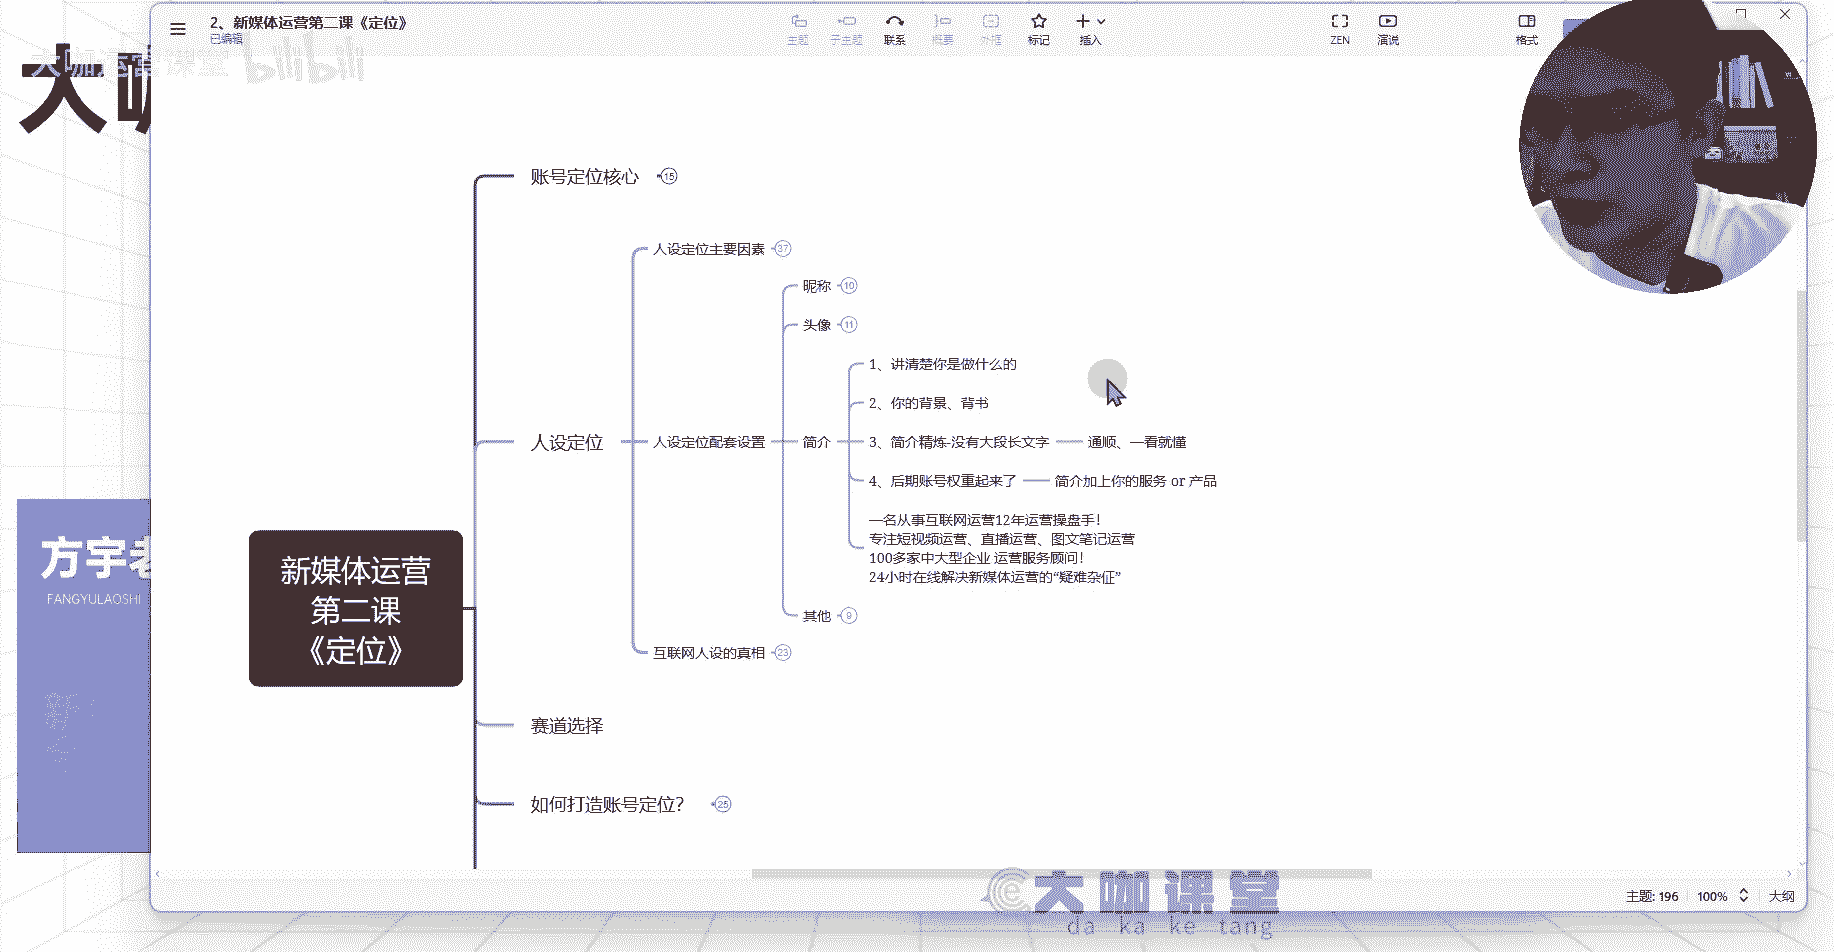 2、新媒体运营第二课《定位》
已编辑
主题
子主题
联系
概要
外框
标记
插入
ZEN
演说
格式
大咖运营课堂 bilibili
大咖
账号定位核心 15
人设定位主要因素 37
昵称 10
头像 11
1、讲清楚你是做什么的
2、你的背景、背书
人设定位
人设定位配套设置
简介
3、简介精炼-没有大段长文字
通顺、一看就懂
4、后期账号权重起来了
简介加上你的服务 or 产品
一名从事互联网运营12年运营操盘手!
专注短视频运营、直播运营、图文笔记运营
100多家中大型企业 运营服务顾问!
24小时在线解决新媒体运营的“疑难杂症”
其他 9
互联网人设的真相 23
新媒体运营
第二课
《定位》
方宇老
FANGYULAOSHI
赛道选择
如何打造账号定位? 25
大咖课堂
da ka ke tang
主题: 196
100%
大纲